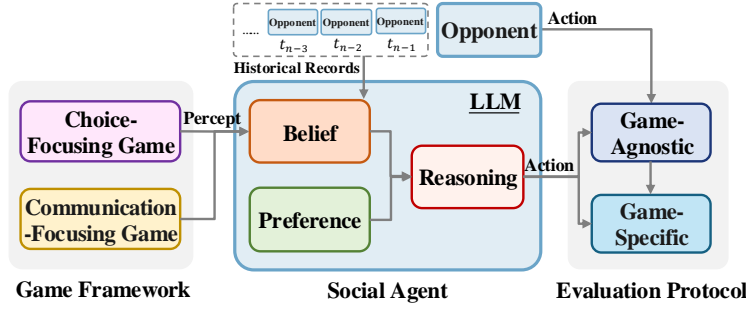 ...... Opponent Opponent Opponent
t_{n-3} t_{n-2} t_{n-1}
Historical Records
Opponent
Action
LLM
Choice-
Focusing Game
Percept
Communication
-Focusing Game
Belief
Preference
Reasoning
Action
Game-
Agnostic
Game-
Specific
Game Framework
Social Agent
Evaluation Protocol